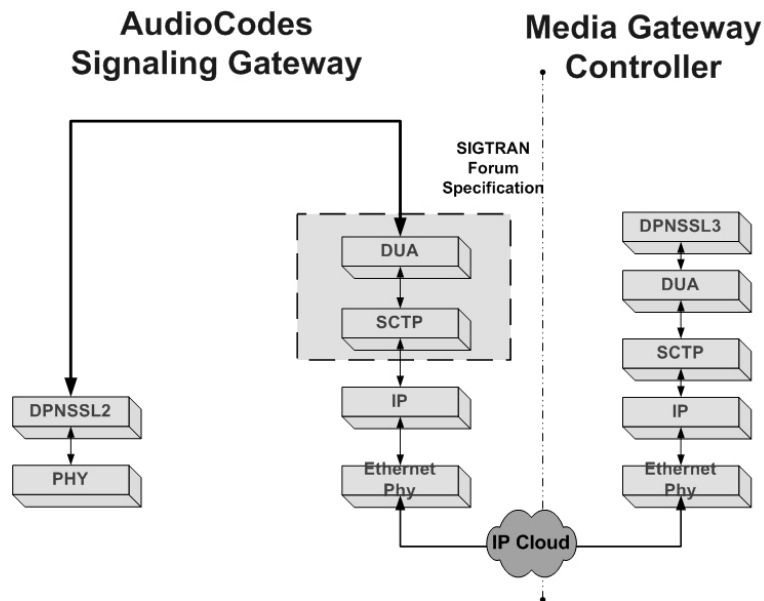 AudioCodes
Signaling Gateway
Media Gateway
Controller
SIGTRAN
Forum
Specification
DUA
SCTP
IP
Ethernet
Phy
DPNSSL2
PHY
DPNSSL3
DUA
SCTP
IP
Ethernet
Phy
IP Cloud